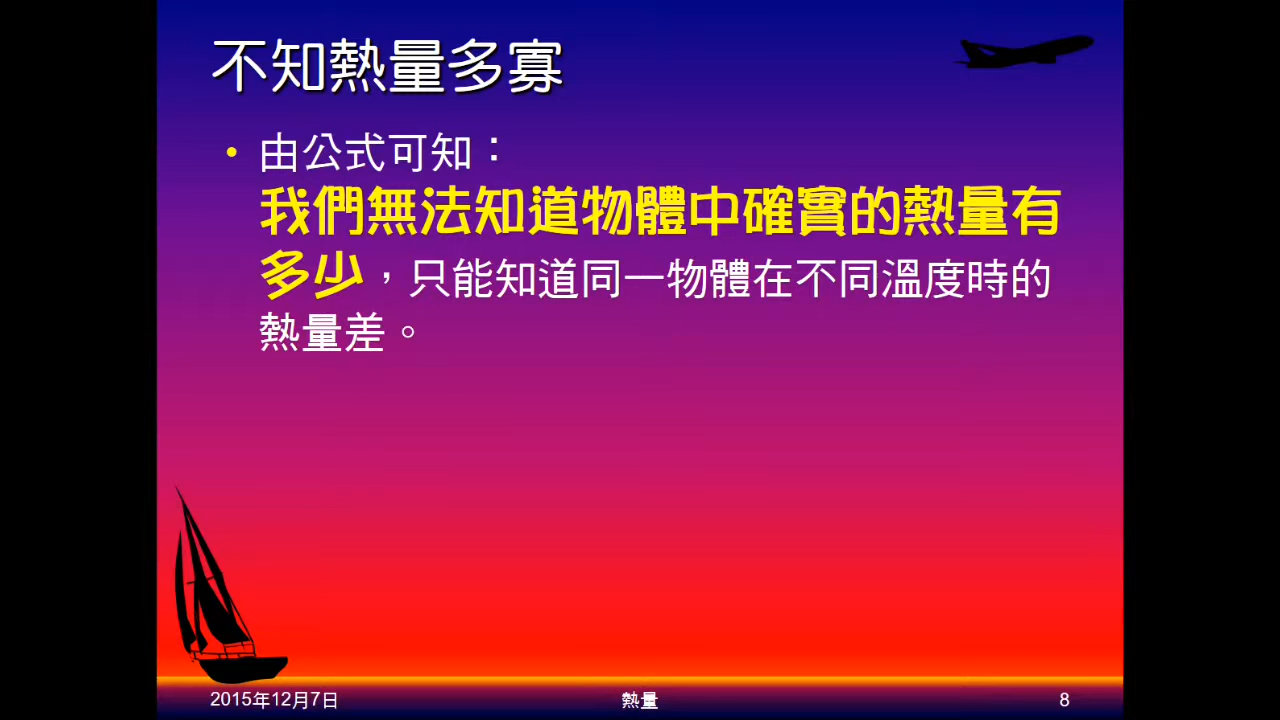 不知熱量多寡
• 由公式可知：
我們無法知道物體中確實的熱量有
多少，只能知道同一物體在不同溫度時的
熱量差。
2015年12月7日
熱量
8